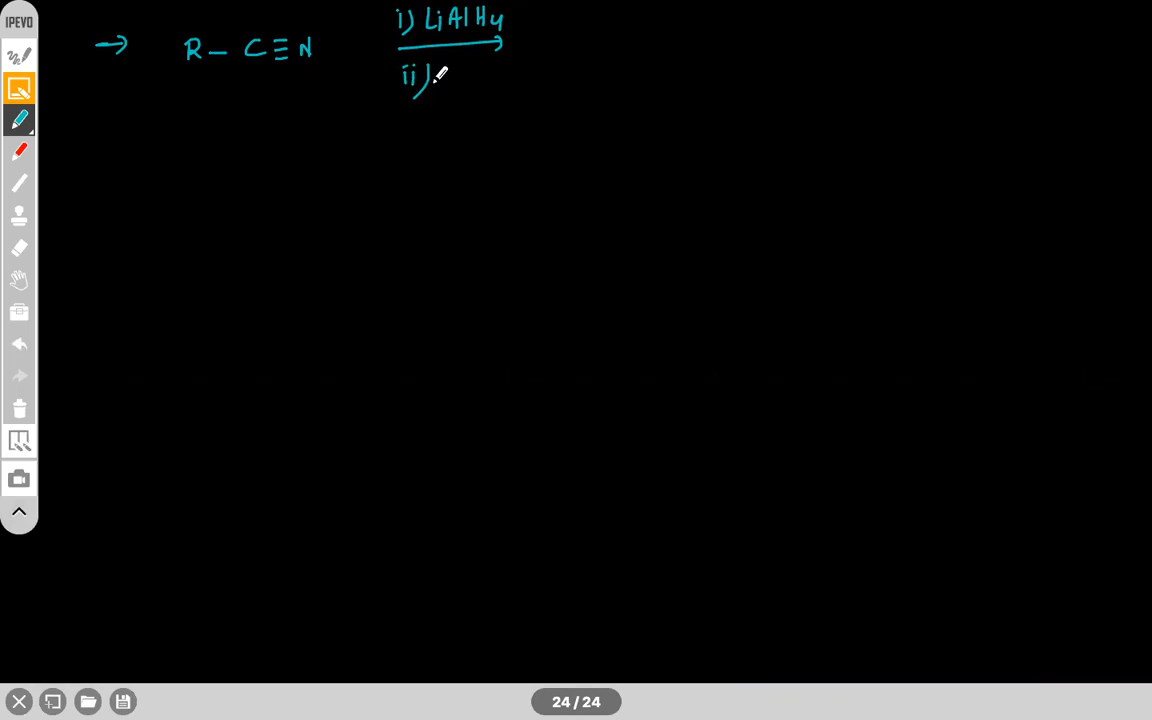 IPEVO
i) LiAlH4
→ R - C ≡ N
ii)
24 / 24